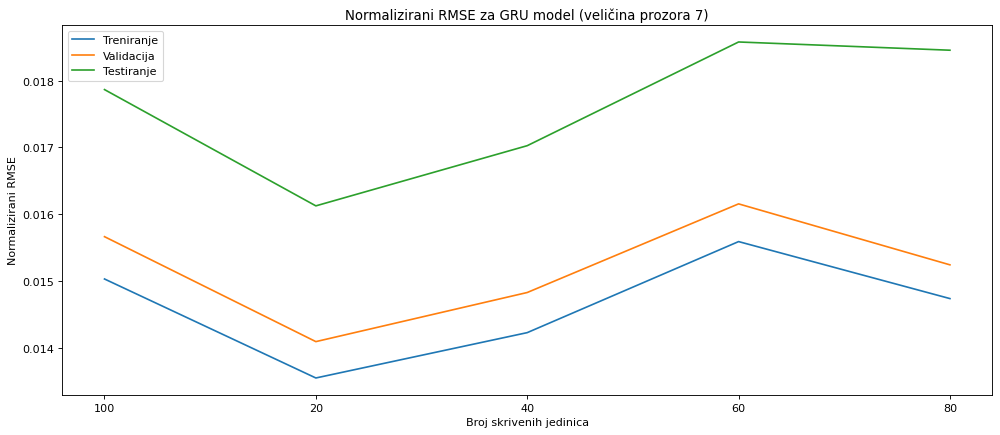 Normalizirani RMSE za GRU model (veličina prozora 7)
Treniranje
Validacija
Testiranje
0.018
0.017
0.016
0.015
0.014
Normalizirani RMSE
100
20
40
60
80
Broj skrivenih jedinica